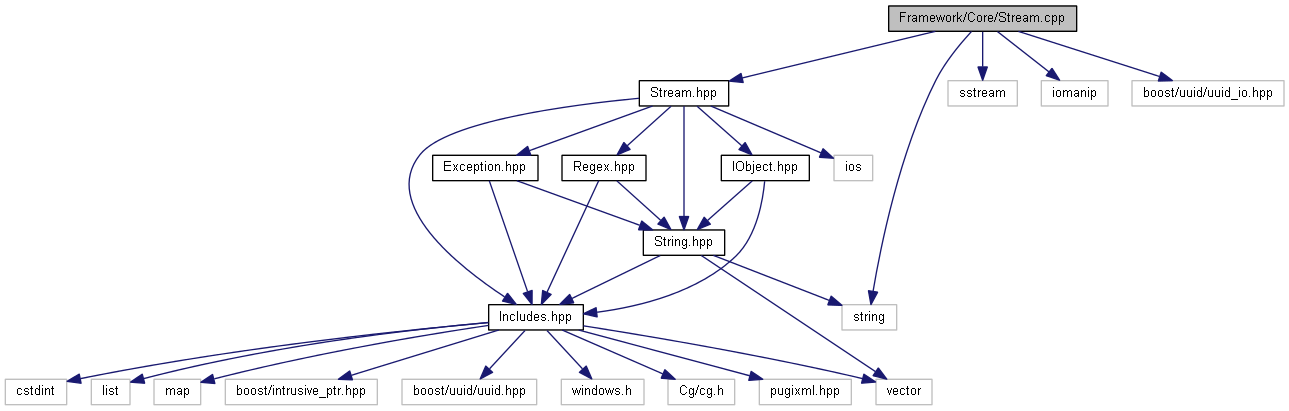 Framework/Core/Stream.cpp
Stream.hpp
sstream
iomanip
boost/uuid/uuid_io.hpp
Exception.hpp
Regex.hpp
IObject.hpp
ios
String.hpp
Includes.hpp
string
cstdint
list
map
boost/intrusive_ptr.hpp
boost/uuid/uuid.hpp
windows.h
Cg/cg.h
pugixml.hpp
vector